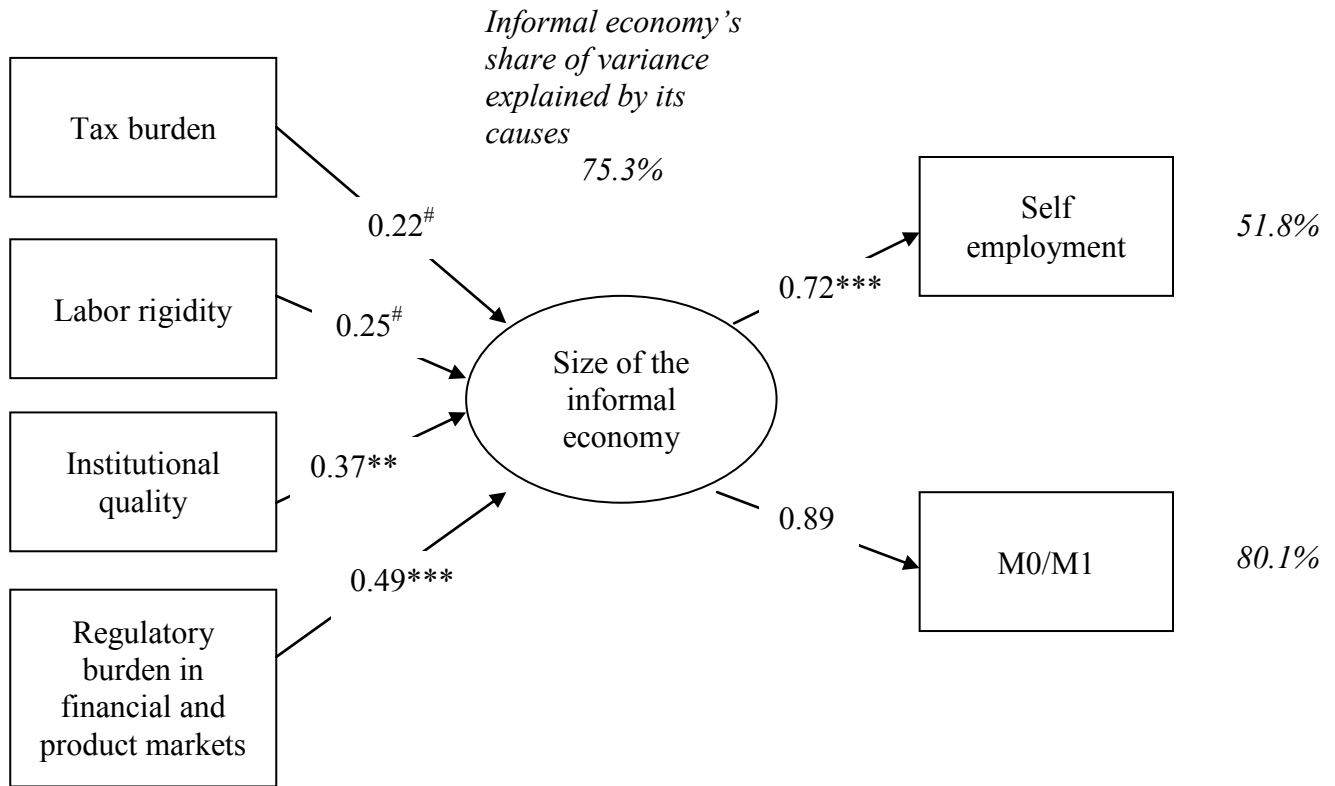 Informal economy’s
share of variance
explained by its
causes
75.3%
Tax burden
0.22#
Labor rigidity
0.25#
Institutional
quality
0.37**
Regulatory
burden in
financial and
product markets
0.49***
Size of the
informal
economy
0.72***
Self
employment
51.8%
0.89
M0/M1
80.1%